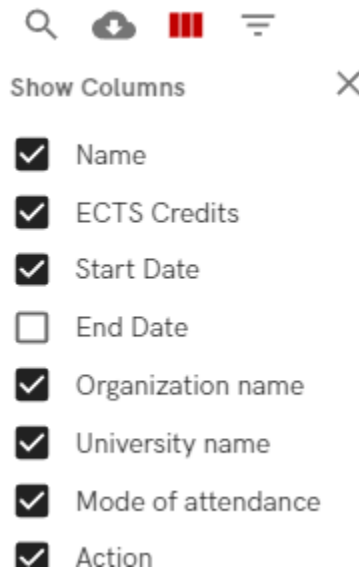 Show Columns
Name
ECTS Credits
Start Date
End Date
Organization name
University name
Mode of attendance
Action